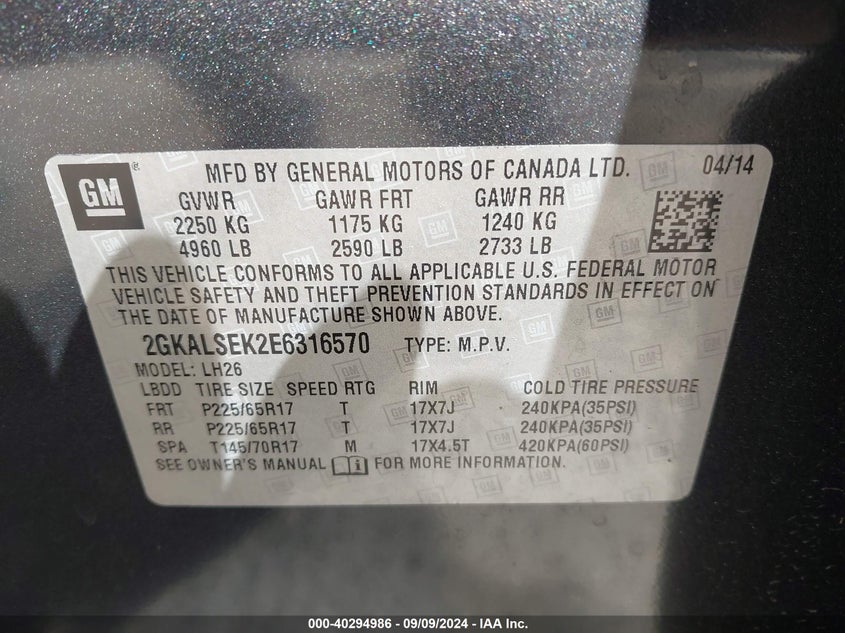 GM
MFD BY GENERAL MOTORS OF CANADA LTD. 04/14
GVWR GAWR FRT GAWR RR
2250 KG 1175 KG 1240 KG
4960 LB 2590 LB 2733 LB
THIS VEHICLE CONFORMS TO ALL APPLICABLE U.S. FEDERAL MOTOR
VEHICLE SAFETY AND THEFT PREVENTION STANDARDS IN EFFECT ON
THE DATE OF MANUFACTURE SHOWN ABOVE.
2GKALSEK2E6316570 TYPE: M.P.V.
MODEL: LH26
LBDD TIRE SIZE SPEED RTG RIM COLD TIRE PRESSURE
FRT P225/65R17 T 17X7J 240KPA(35PSI)
RR P225/65R17 T 17X7J 240KPA(35PSI)
SPA T145/70R17 M 17X4.5T 420KPA(60PSI)
SEE OWNER'S MANUAL i FOR MORE INFORMATION.
000-40294986 - 09/09/2024 - IAA Inc.